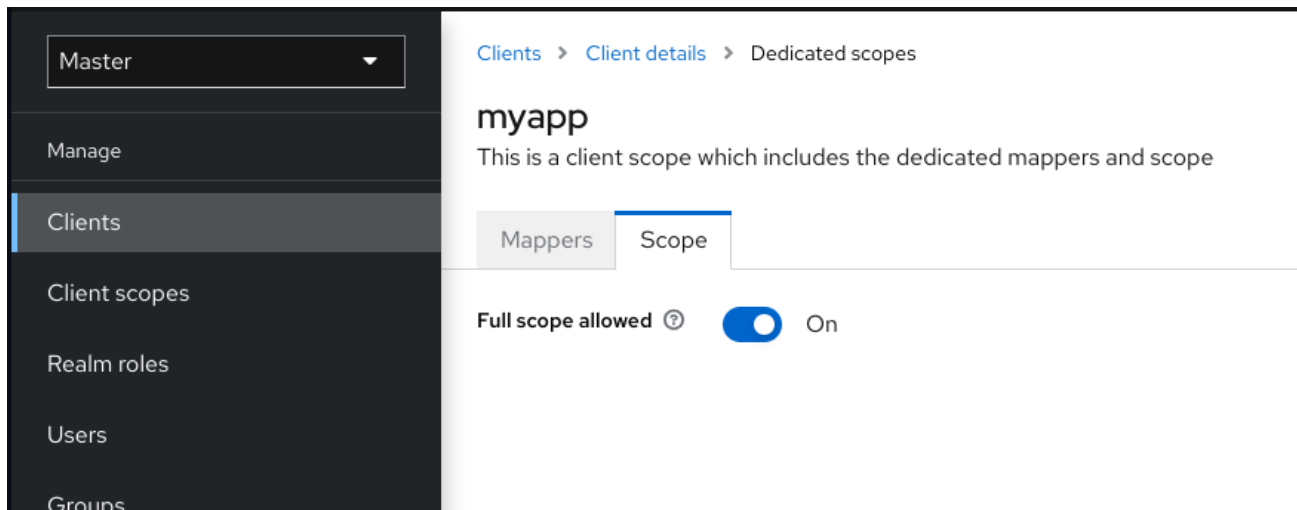 Master
Manage
Clients
Client scopes
Realm roles
Users
Groups
Clients > Client details > Dedicated scopes
myapp
This is a client scope which includes the dedicated mappers and scope
Mappers Scope
Full scope allowed ? On